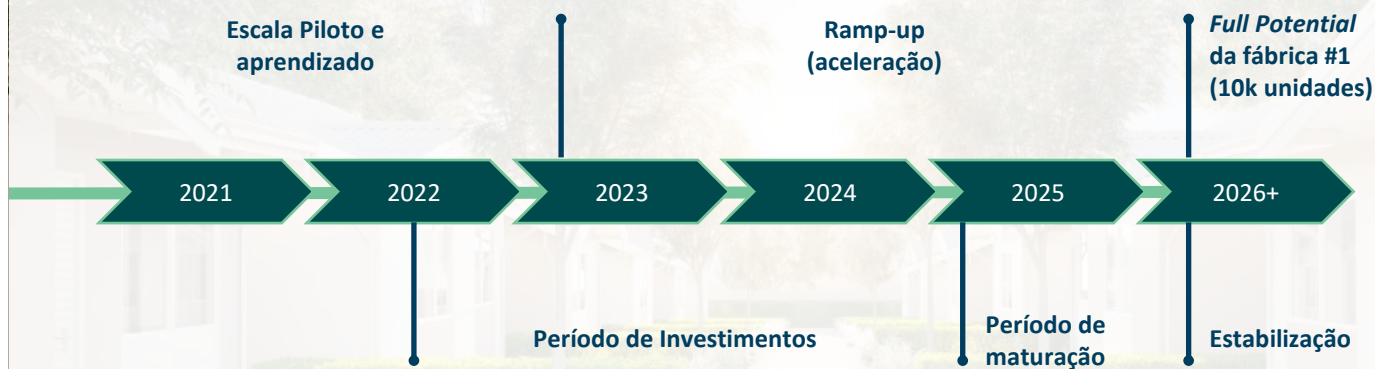 Escala Piloto e
aprendizado
Ramp-up
(aceleração)
Full Potential
da fábrica #1
(10k unidades)
2021
2022
2023
2024
2025
2026+
Período de Investimentos
Período de
maturação
Estabilização